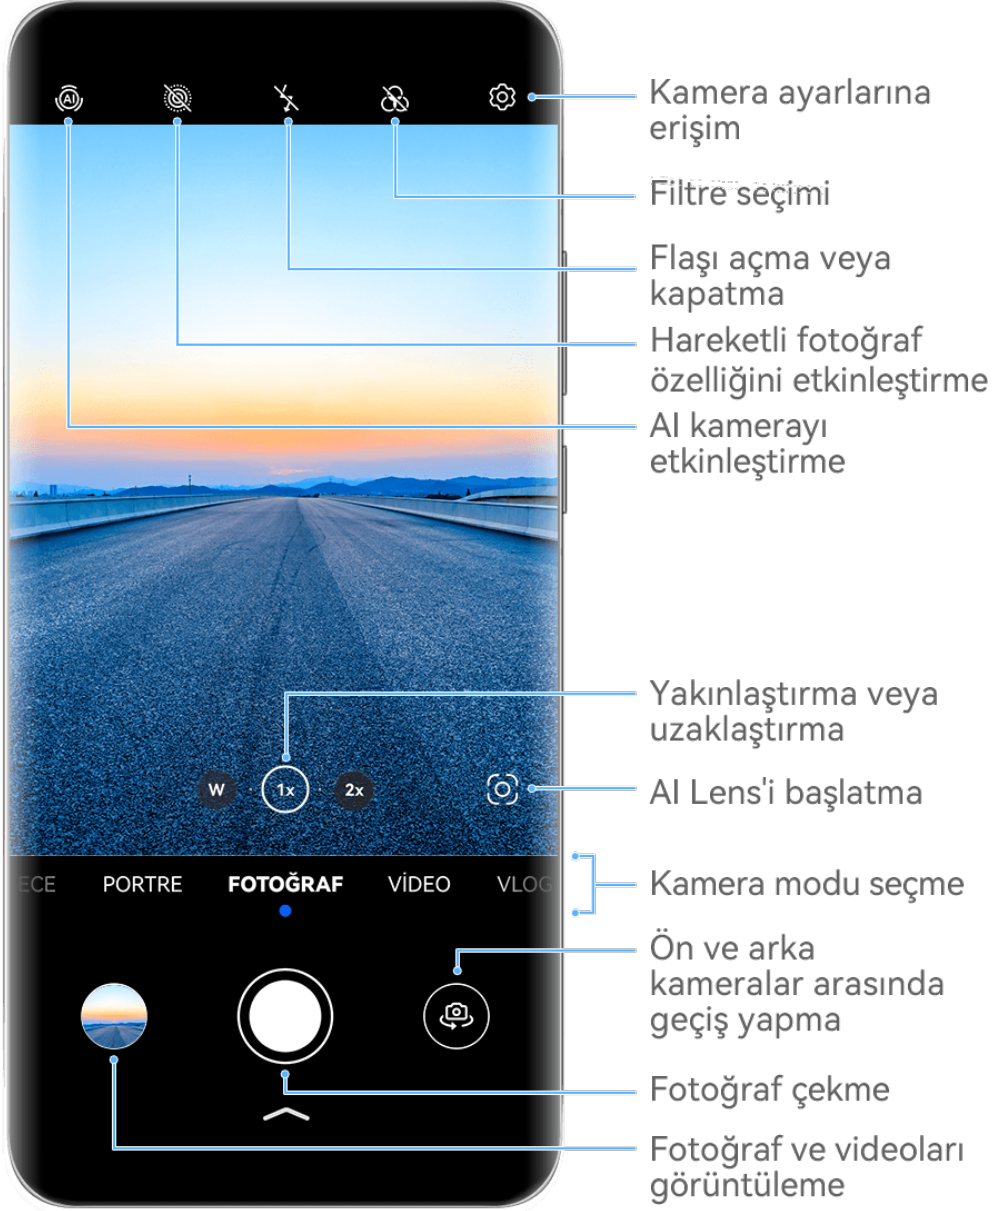 AI
Kamera ayarlarına
erişim
Filtre seçimi
Flaşı açma veya
kapatma
Hareketli fotoğraf
özelliğini etkinleştirme
AI kamerayı
etkinleştirme
Yakınlaştırma veya
uzaklaştırma
W 1x 2x
AI Lens'i başlatma
ECE PORTRE FOTOĞRAF VİDEO VLOG
Kamera modu seçme
Ön ve arka
kameralar arasında
geçiş yapma
Fotoğraf çekme
Fotoğraf ve videoları
görüntüleme